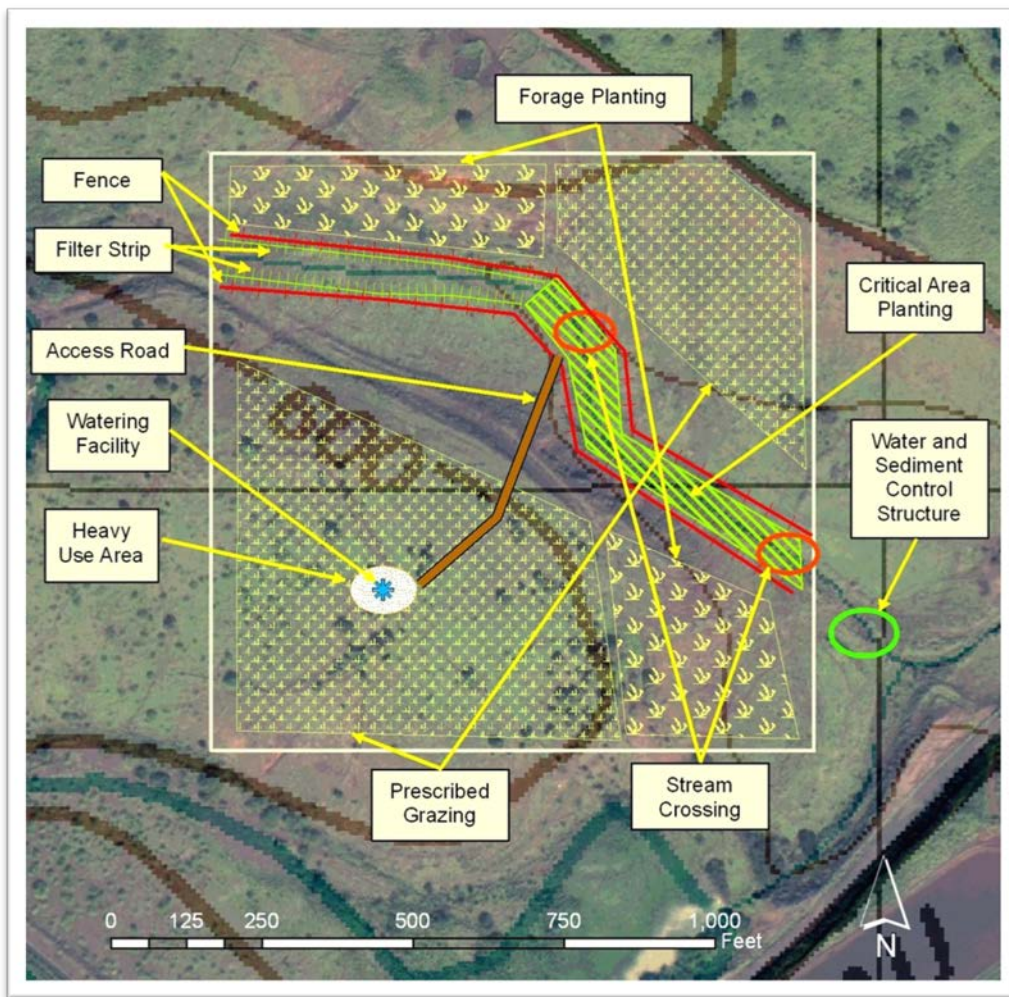 Forage Planting
Fence
Filter Strip
Critical Area
Planting
Access Road
Watering
Facility
Water and
Sediment
Control
Structure
Heavy
Use Area
600
Prescribed
Grazing
Stream
Crossing
0 125 250 500 750 1,000
Feet
N